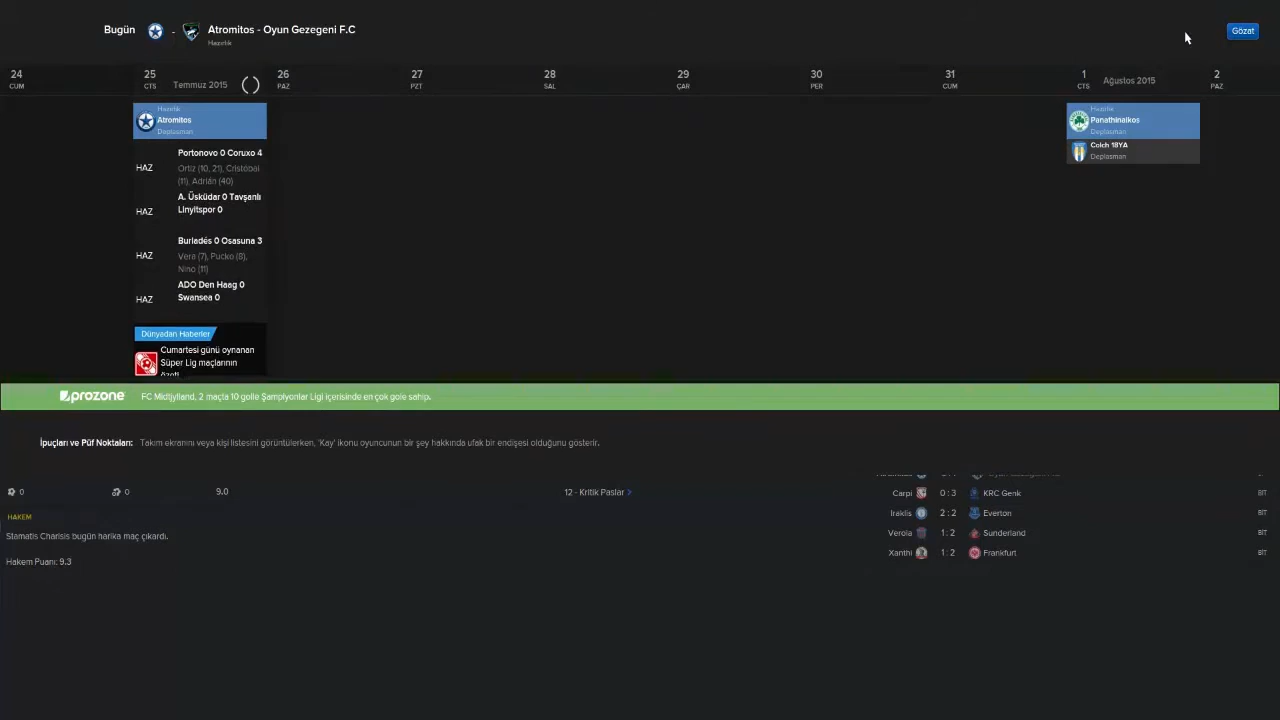 Bugün - Atromitos - Oyun Gezegeni F.C
Hazırlık
Gözat
24 CUM
25 CTS
Temmuz 2015
26 PAZ
27 PZT
28 SAL
29 ÇAR
30 PER
31 CUM
1 CTS
Ağustos 2015
2 PAZ
Hazırlık
Atromitos
Deplasman
HAZ
Portonovo 0 Coruxo 4
Ortiz (10, 21), Cristóbal
(11), Adrián (40)
HAZ
A. Üsküdar 0 Tavşanlı
Linyitspor 0
HAZ
Burladés 0 Osasuna 3
Vera (7), Pucko (8),
Nino (11)
HAZ
ADO Den Haag 0
Swansea 0
Dünyadan Haberler
Cumartesi günü oynanan
Süper Lig maçlarının
özeti
Hazırlık
Panathinaikos
Deplasman
Colch 18YA
Deplasman
prozone
FC Midtjylland, 2 maçta 10 golle Şampiyonlar Ligi içerisinde en çok gole sahip.
İpuçları ve Püf Noktaları: Takım ekranını veya kişi listesini görüntülerken, 'Kay' ikonu oyuncunun bir şey hakkında ufak bir endişesi olduğunu gösterir.
0 0 9.0 12 - Kritik Paslar
HAKEM
Stamatis Charisis bugün harika maç çıkardı.
Hakem Puanı: 9.3
Carpi 0 : 3 KRC Genk BİT
Iraklis 2 : 2 Everton BİT
Verola 1 : 2 Sunderland BİT
Xanthi 1 : 2 Frankfurt BİT